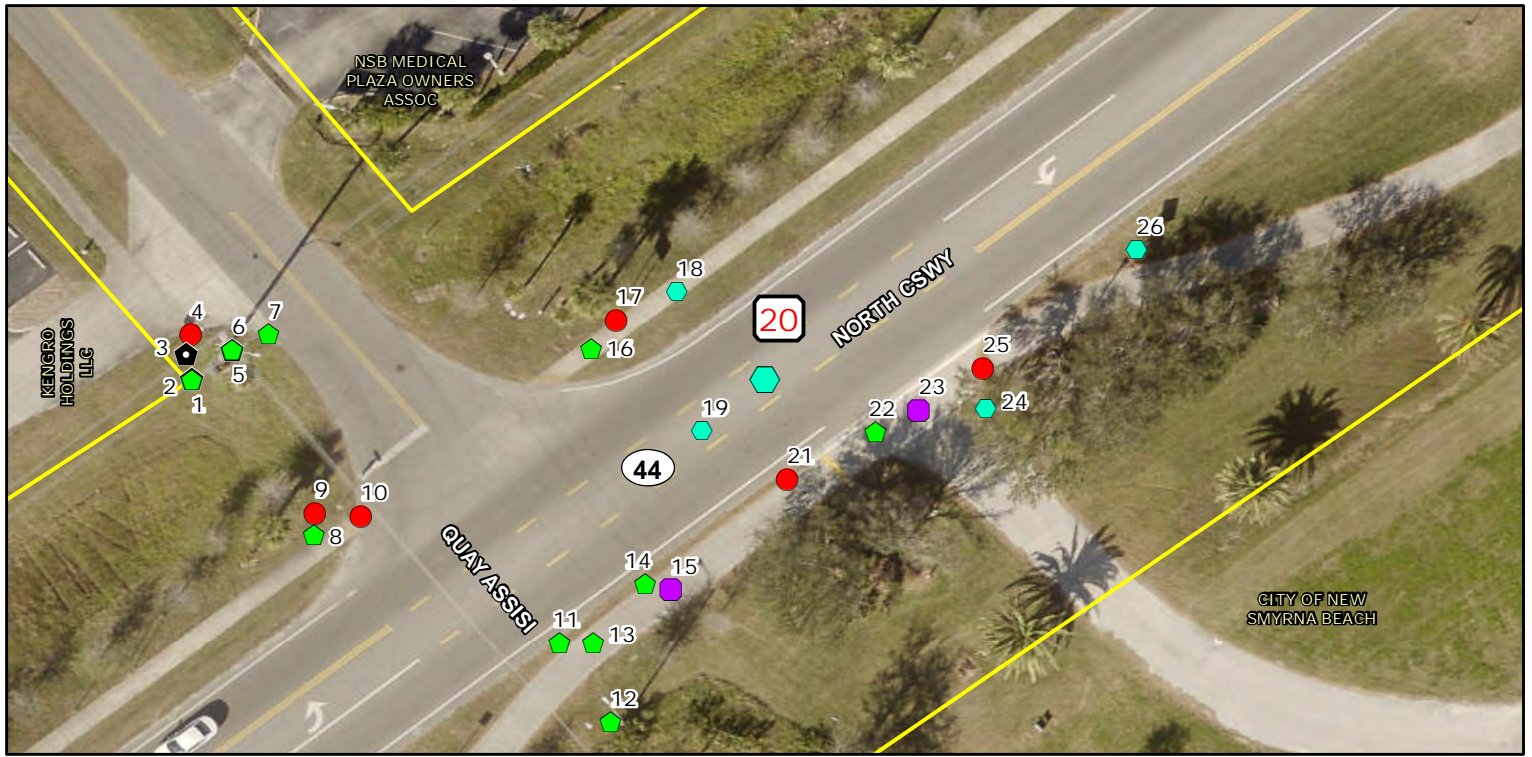 NSB MEDICAL
PLAZA OWNERS
ASSOC
KENGRO
HOLDINGS
LLC
4
3
6
7
5
2
1
9
10
8
17
18
16
20
NORTH CSWY
26
19
44
21
22
23
25
24
QUAY ASSISI
14
15
11
13
12
CITY OF NEW
SMYRNA BEACH